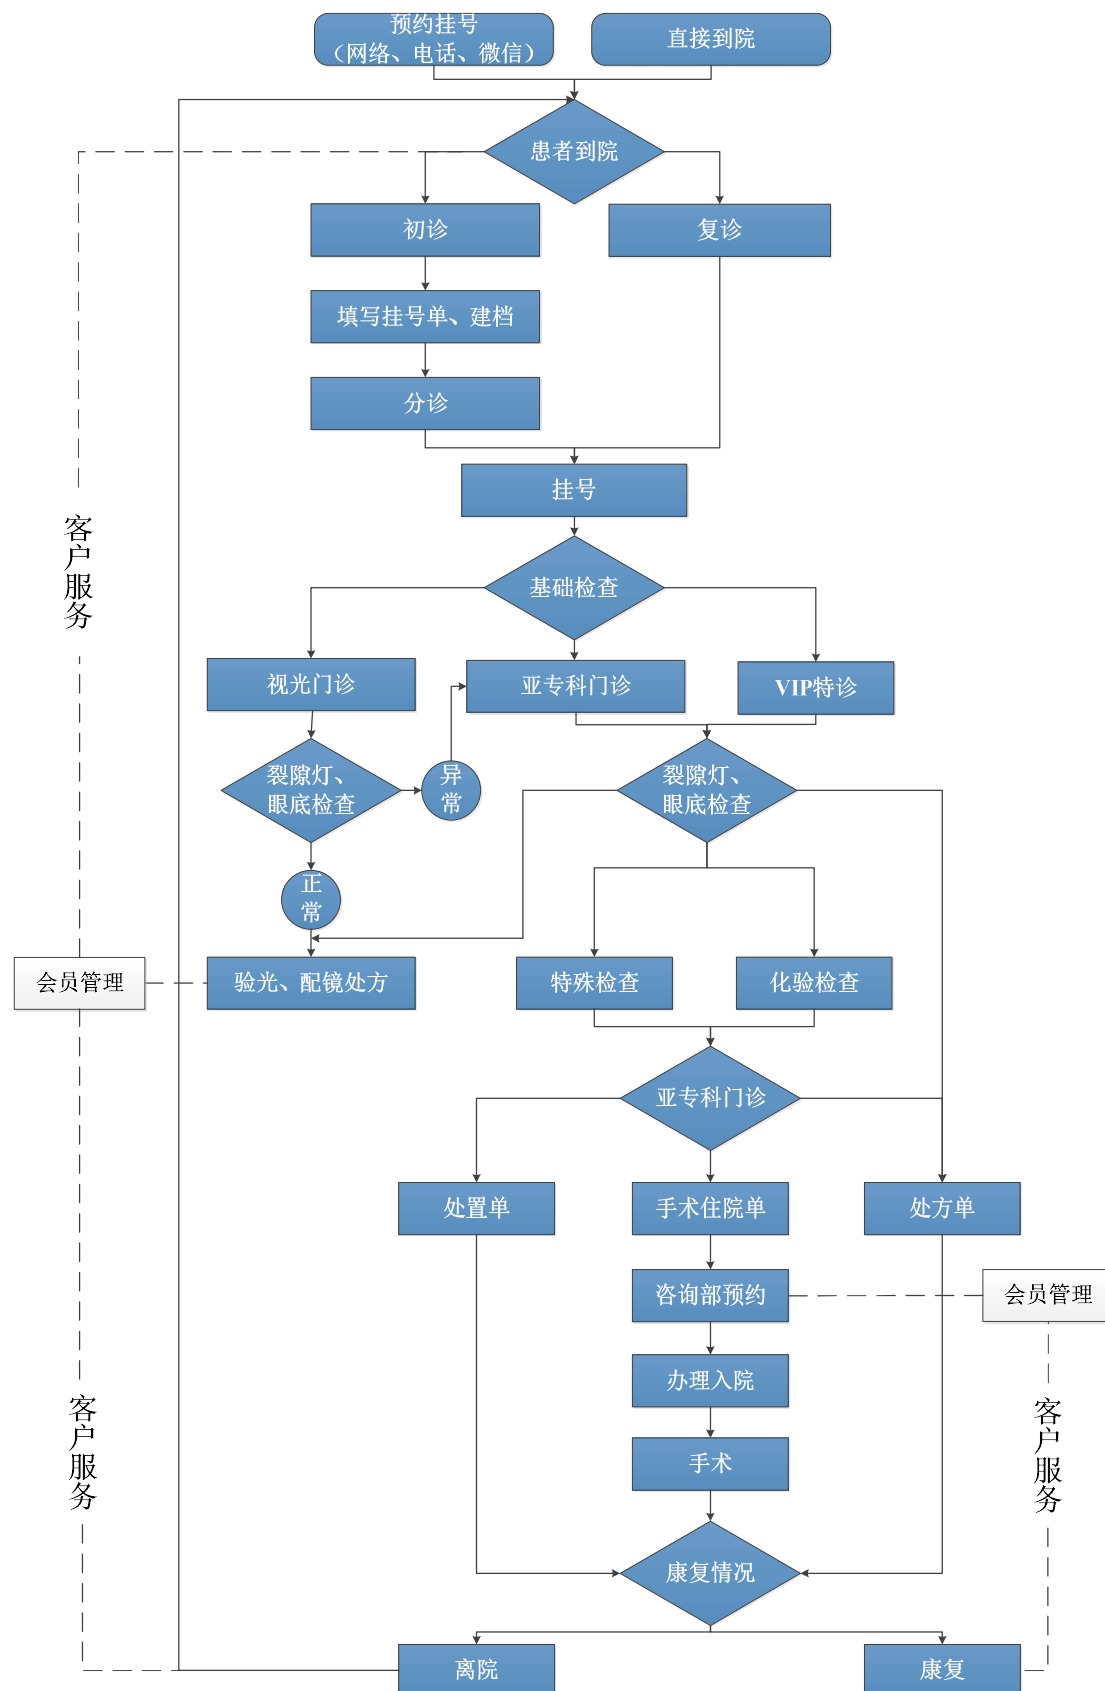 预约挂号
（网络、电话、微信）
直接到院
患者到院
初诊
复诊
填写挂号单、建档
分诊
挂号
客户服务
基础检查
视光门诊
亚专科门诊
VIP特诊
裂隙灯、
眼底检查
异
常
裂隙灯、
眼底检查
正
常
会员管理
验光、配镜处方
特殊检查
化验检查
亚专科门诊
处置单
手术住院单
处方单
咨询部预约
会员管理
办理入院
客户服务
客户服务
手术
康复情况
离院
康复